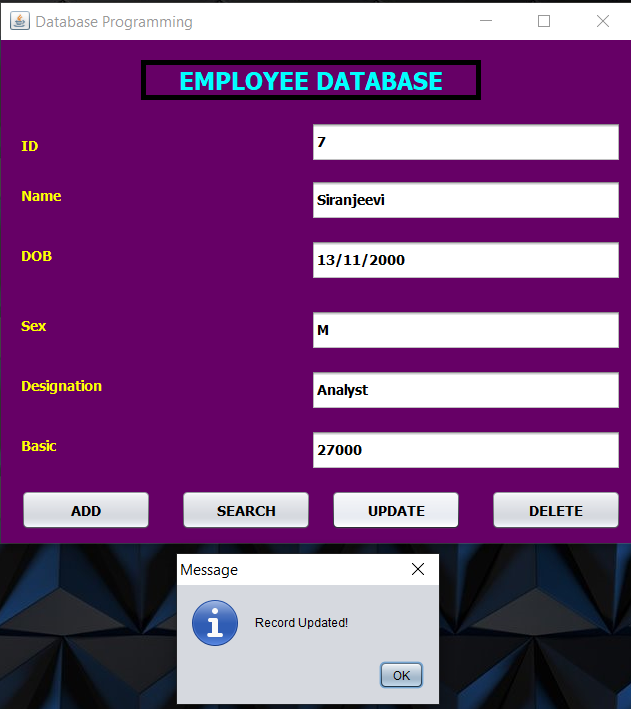 Database Programming
EMPLOYEE DATABASE
ID 7
Name Siranjeevi
DOB 13/11/2000
Sex M
Designation Analyst
Basic 27000
ADD SEARCH UPDATE DELETE
Message
Record Updated!
OK